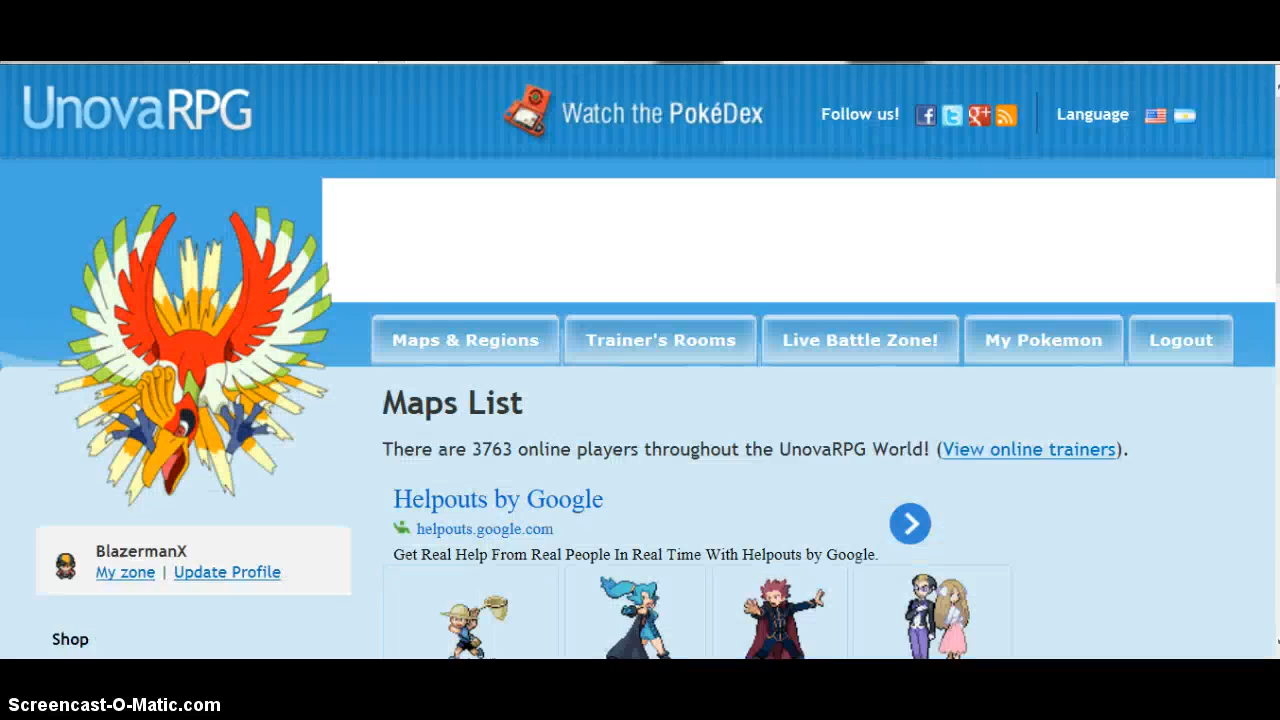 UnovaRPG
Watch the PokéDex
Follow us!
Language
Maps & Regions
Trainer's Rooms
Live Battle Zone!
My Pokemon
Logout
Maps List
There are 3763 online players throughout the UnovaRPG World! (View online trainers).
Helpouts by Google
helpouts.google.com
Get Real Help From Real People In Real Time With Helpouts by Google.
BlazermanX
My zone | Update Profile
Shop
Screencast-O-Matic.com